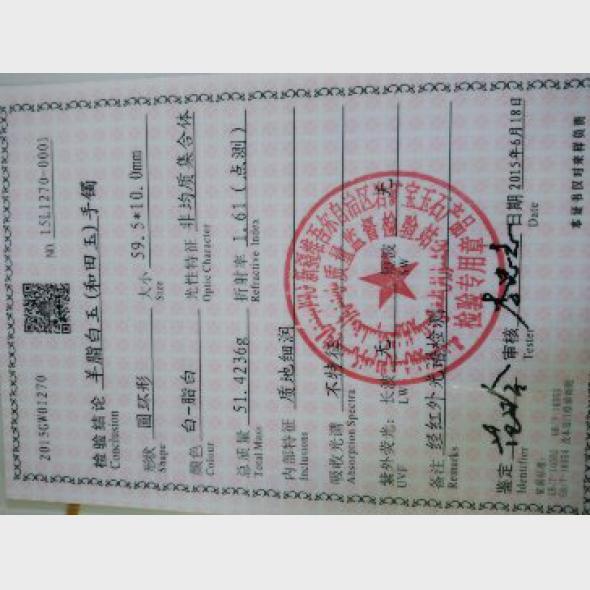 2015GW01270 NO 1SL1270-0001
检验结论 羊脂白玉(和田玉)手镯
Conclusion
形状 圆环形 大小 59.5*10.0mm
Shape Size
颜色 白-脂白 光性特征 非均质集合体
Colour Optic Character
总质量 51.4236g 折射率 1.61(点测)
Total Mass Refractive Index
内部特征 质地细润
Inclusions
吸收光谱 不特征
Absorption Spectra
紫外荧光: 长波 无 短波 无
UVF LW SW
备注 经红外光谱检测
Remarks
鉴定 审核 日期 2015年6月18日
Identifier Tester Date
本证书仅对来样负责
检验专用章